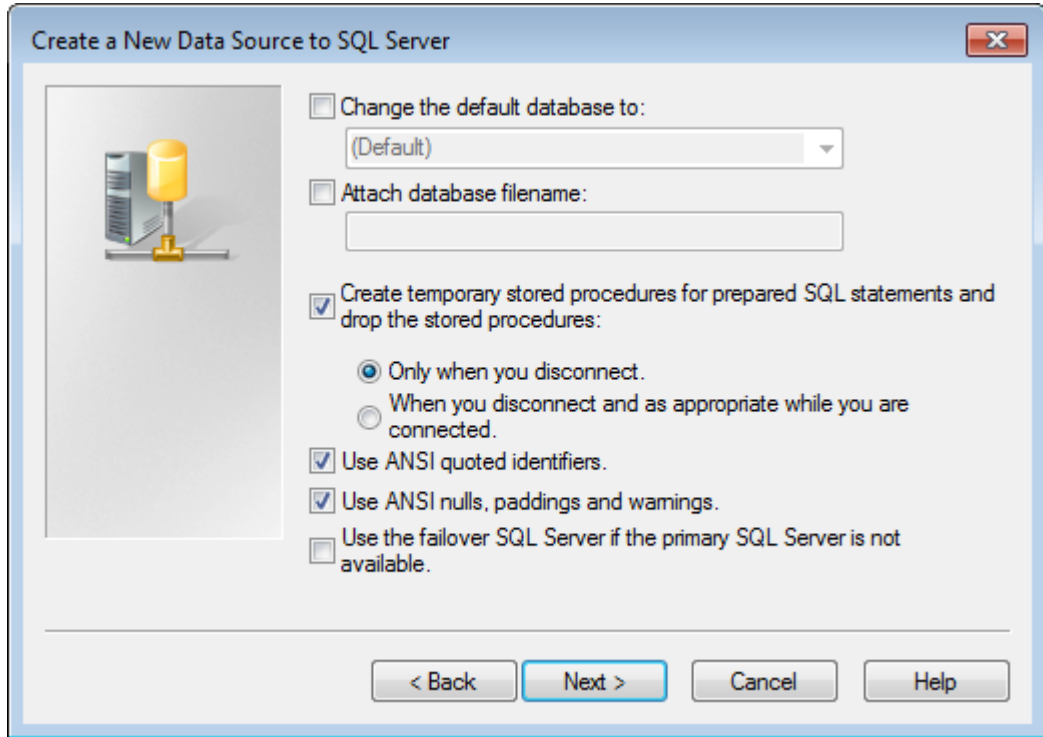 Create a New Data Source to SQL Server
Change the default database to:
(Default)
Attach database filename:
Create temporary stored procedures for prepared SQL statements and
drop the stored procedures:
Only when you disconnect.
When you disconnect and as appropriate while you are
connected.
Use ANSI quoted identifiers.
Use ANSI nulls, paddings and warnings.
Use the failover SQL Server if the primary SQL Server is not
available.
< Back Next > Cancel Help